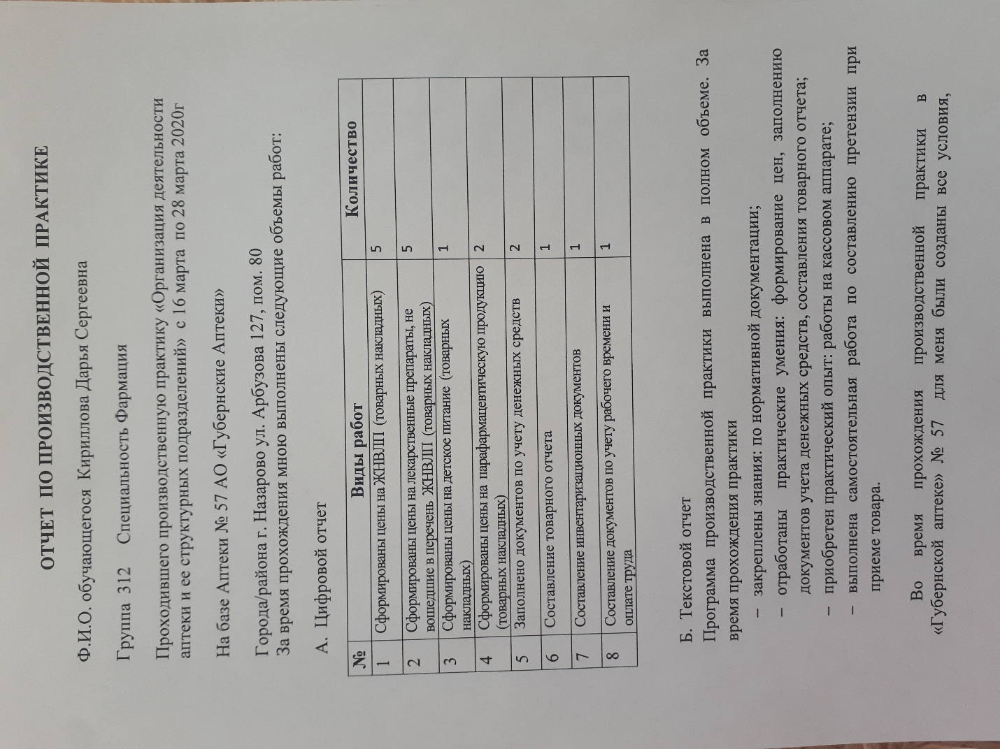 ОТЧЕТ ПО ПРОИЗВОДСТВЕННОЙ ПРАКТИКЕ
Ф.И.О. обучающегося Кириллова Дарья Сергеевна
Группа 312 Специальность Фармация
Проходившего производственную практику «Организация деятельности
аптеки и ее структурных подразделений» с 16 марта по 28 марта 2020г
На базе Аптеки № 57 АО «Губернские Аптеки»
Города/района г. Назарово ул. Арбузова 127, пом. 80
За время прохождения мною выполнены следующие объемы работ:
А. Цифровой отчет
№ Виды работ Количество
1 Сформированы цены на ЖНВЛП (товарных накладных) 5
2 Сформированы цены на лекарственные препараты, не 5
вошедшие в перечень ЖНВЛП (товарных накладных)
3 Сформированы цены на детское питание (товарных 1
накладных)
4 Сформированы цены на парафармацевтическую продукцию 2
(товарных накладных)
5 Заполнено документов по учету денежных средств 2
6 Составление товарного отчета 1
7 Составление инвентаризационных документов 1
8 Составление документов по учету рабочего времени и 1
оплате труда
Б. Текстовой отчет
Программа производственной практики выполнена в полном объеме. За
время прохождения практики
– закреплены знания: по нормативной документации;
– отработаны практические умения: формирование цен, заполнению
документов учета денежных средств, составления товарного отчета;
– приобретен практический опыт: работы на кассовом аппарате;
– выполнена самостоятельная работа по составлению претензии при
приеме товара.
Во время прохождения производственной практики в
«Губернской аптеке» № 57 для меня были созданы все условия,